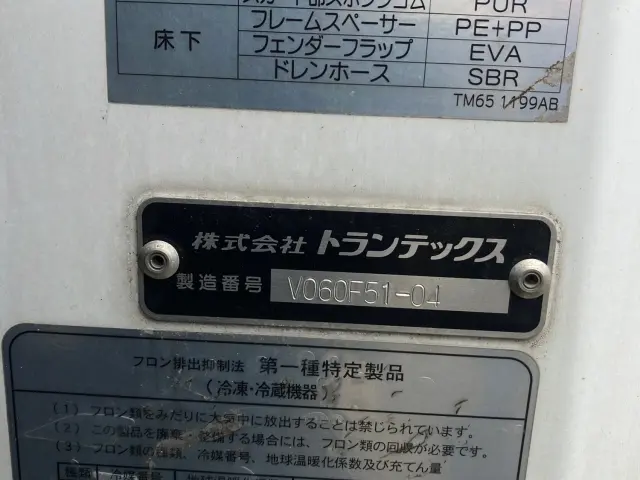 PUR
床下
フレームスペーサー PE+PP
フェンダーフラップ EVA
ドレンホース SBR
TM65 1199AB
株式会社 トランテックス
製造番号 V060F51-04
フロン排出抑制法 第一種特定製品
(冷凍・冷蔵機器)
(1) フロン類をみだりに大気中に放出することは禁じられています。
(2) この製品を廃棄・整備する場合には、フロン類の回収が必要です。
(3) フロン類の種類、冷媒番号、地球温暖化係数及び充てん量
種類 冷媒番号